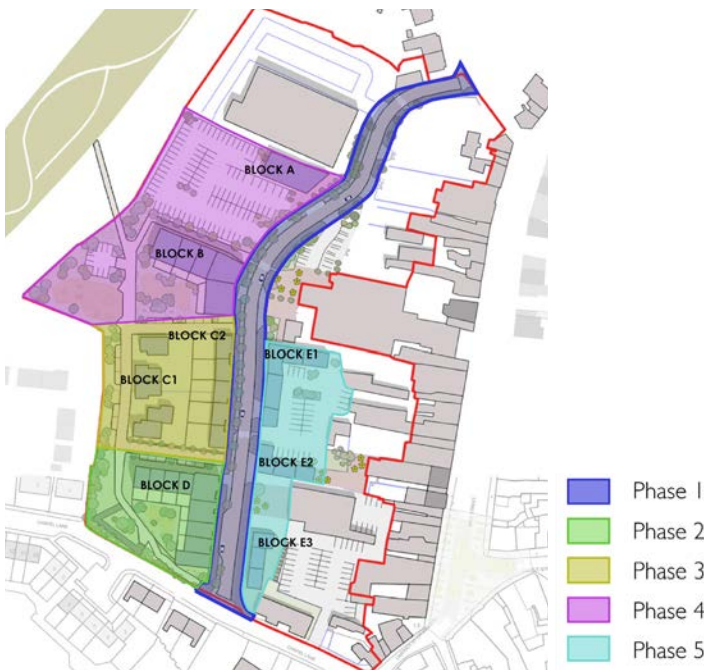 BLOCK A
BLOCK B
BLOCK C2
BLOCK C1
BLOCK E1
BLOCK D
BLOCK E2
BLOCK E3
Phase 1
Phase 2
Phase 3
Phase 4
Phase 5